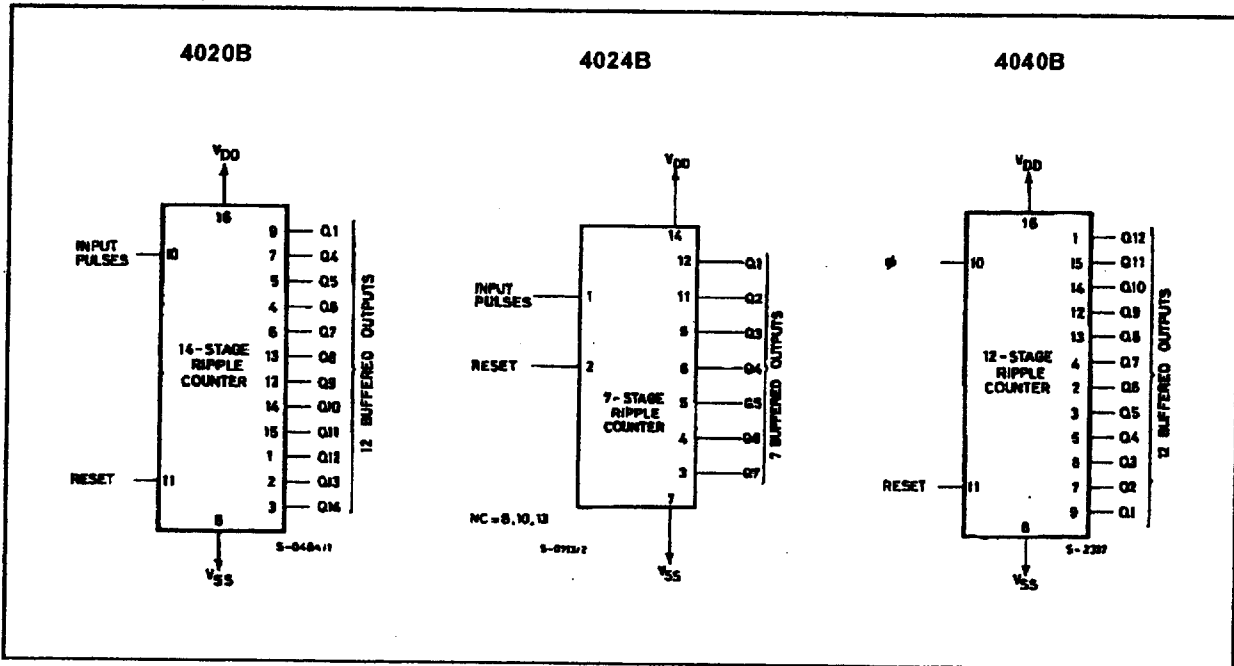 4020B
VDD
16
INPUT PULSES
10
9 Q1
7 Q4
5 Q5
4 Q6
6 Q7
13 Q8
12 Q9
14 Q10
15 Q11
1 Q12
2 Q13
3 Q14
14-STAGE
RIPPLE
COUNTER
12 BUFFERED OUTPUTS
RESET
11
8
VSS
4024B
VDD
14
INPUT PULSES
1
RESET
2
12 Q1
11 Q2
9 Q3
6 Q4
5 Q5
4 Q6
3 Q7
7-STAGE
RIPPLE
COUNTER
7 BUFFERED OUTPUTS
7
NC = 8,10,13
VSS
4040B
VDD
16
ø
10
1 Q12
15 Q11
14 Q10
12 Q9
13 Q8
4 Q7
2 Q6
3 Q5
5 Q4
6 Q3
7 Q2
9 Q1
12-STAGE
RIPPLE
COUNTER
12 BUFFERED OUTPUTS
RESET
11
8
S-2307
VSS